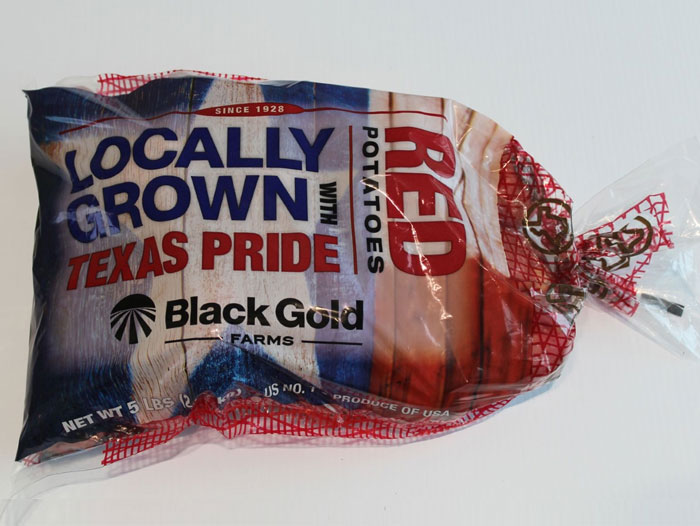 SINCE 1928
LOCALLY
GROWN
WITH
TEXAS PRIDE
RED
POTATOES
Black Gold
FARMS
NET WT 5 LBS
US NO. 1
PRODUCE OF USA